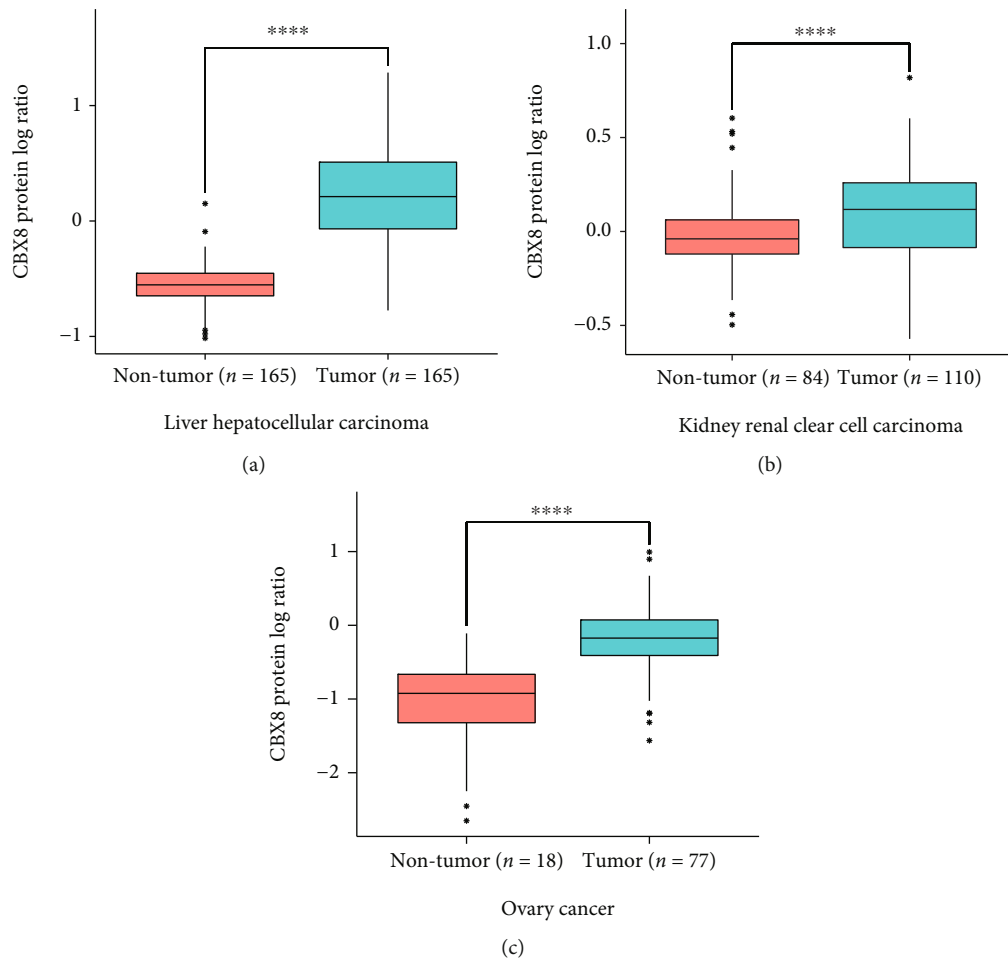 ****
CBX8 protein log ratio
1
0
−1
Non-tumor (n = 165) Tumor (n = 165)
Liver hepatocellular carcinoma
(a)
****
CBX8 protein log ratio
1.0
0.5
0.0
−0.5
Non-tumor (n = 84) Tumor (n = 110)
Kidney renal clear cell carcinoma
(b)
****
CBX8 protein log ratio
1
0
−1
−2
Non-tumor (n = 18) Tumor (n = 77)
Ovary cancer
(c)